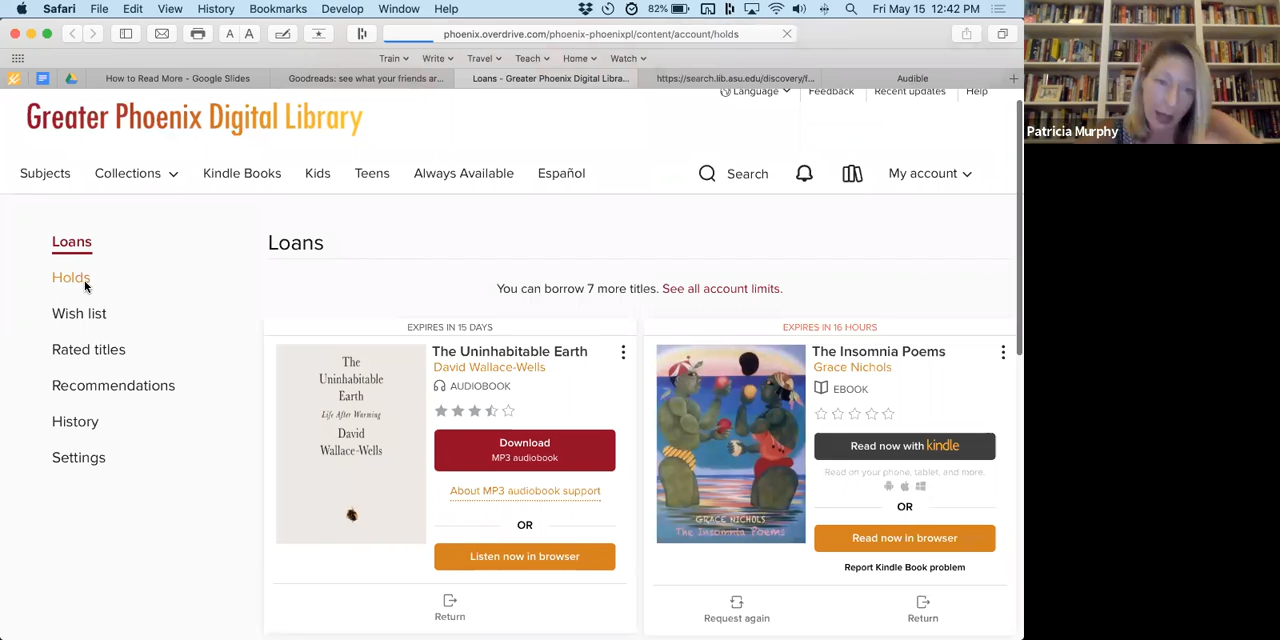 Safari File Edit View History Bookmarks Develop Window Help 82% Fri May 15 12:42 PM
A A phoenix.overdrive.com/phoenix-phoenixpl/content/account/holds
Train Write Travel Teach Home Watch
How to Read More - Google Slides Goodreads: see what your friends ar... Loans - Greater Phoenix Digital Libra... https://search.lib.asu.edu/discovery/f... Audible
Language Feedback Recent updates Help
Greater Phoenix Digital Library
Subjects Collections Kindle Books Kids Teens Always Available Español Search My account
Loans
Holds
Wish list
Rated titles
Recommendations
History
Settings
Loans
You can borrow 7 more titles. See all account limits.
EXPIRES IN 15 DAYS
The
Uninhabitable
Earth
Life After Warming
David
Wallace-Wells
The Uninhabitable Earth
David Wallace-Wells
AUDIOBOOK
Download
MP3 audiobook
About MP3 audiobook support
OR
Listen now in browser
Return
EXPIRES IN 16 HOURS
GRACE NICHOLS
The Insomnia Poems
The Insomnia Poems
Grace Nichols
EBOOK
Read now with kindle
Read on your phone, tablet, and more.
OR
Read now in browser
Report Kindle Book problem
Request again Return
Patricia Murphy